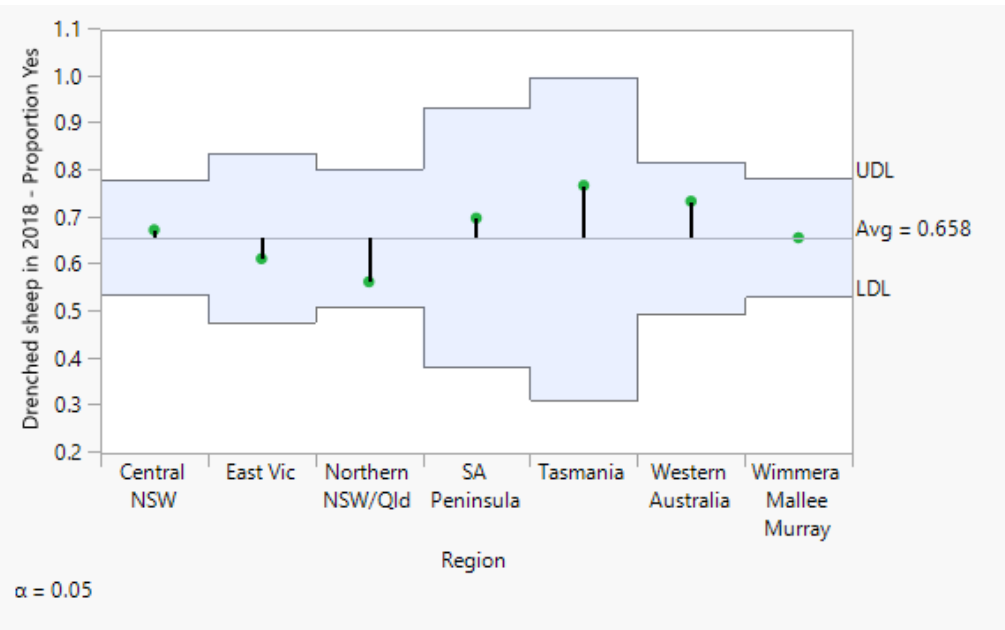 Drenched sheep in 2018 - Proportion Yes
1.1
1.0
0.9
0.8
0.7
0.6
0.5
0.4
0.3
0.2
UDL
Avg = 0.658
LDL
Central
NSW
East Vic
Northern
NSW/Qld
SA
Peninsula
Tasmania
Western
Australia
Wimmera
Mallee
Murray
Region
α = 0.05